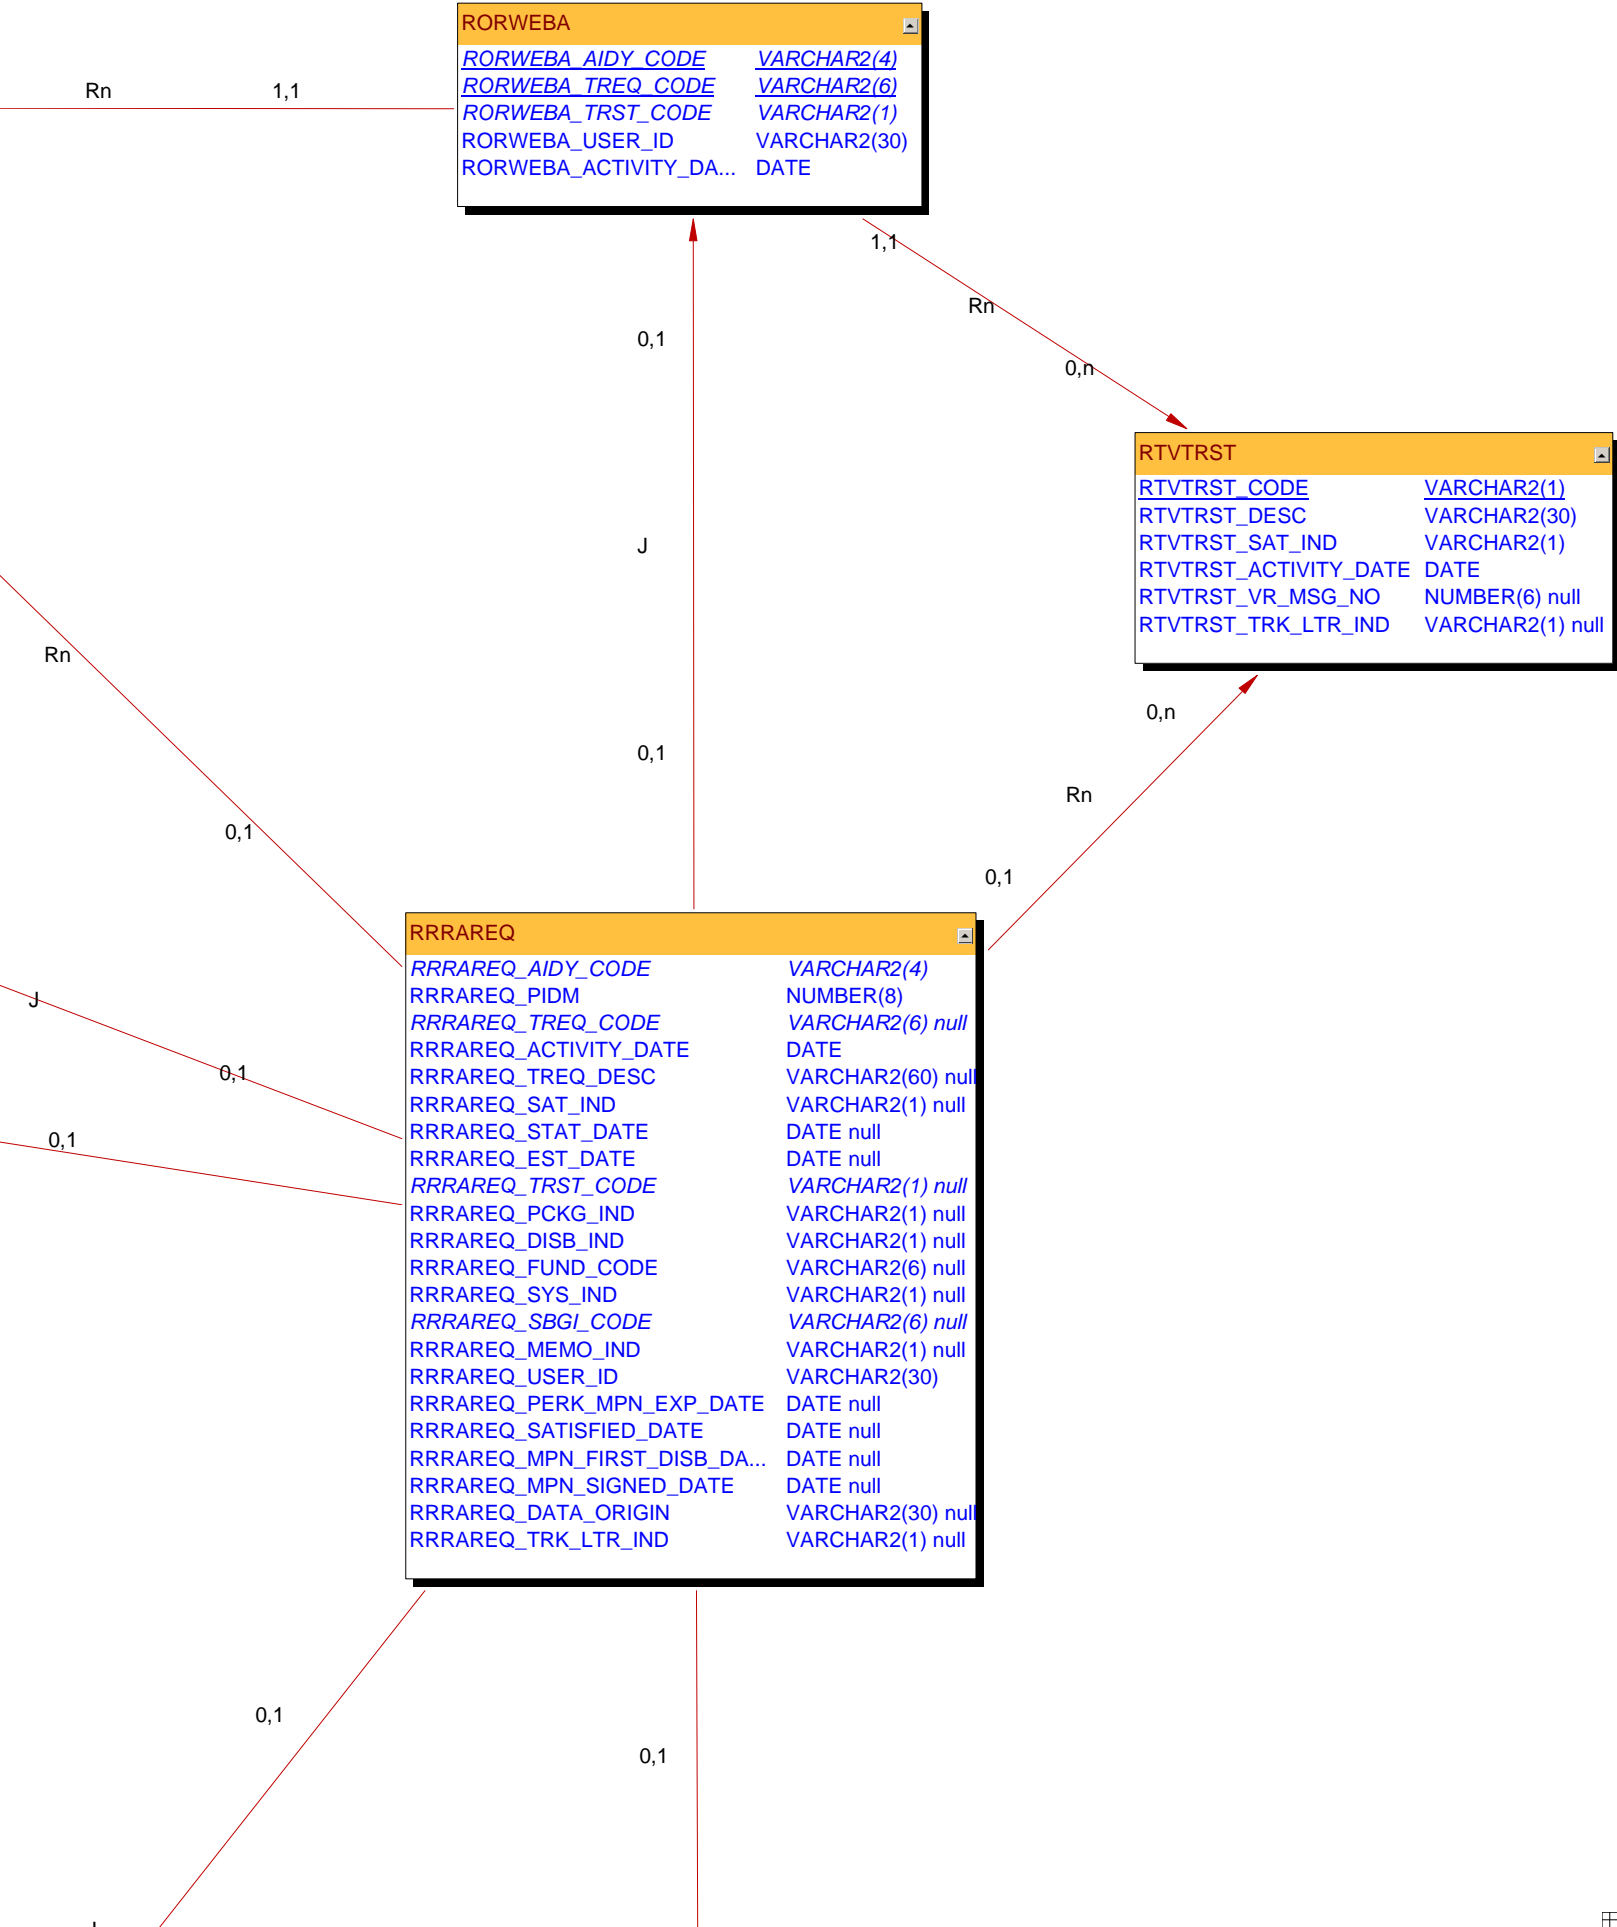 RORWEBA
RORWEBA_AIDY_CODE VARCHAR2(4)
RORWEBA_TREQ_CODE VARCHAR2(6)
RORWEBA_TRST_CODE VARCHAR2(1)
RORWEBA_USER_ID VARCHAR2(30)
RORWEBA_ACTIVITY_DA... DATE
Rn 1,1
1,1
Rn
0,n
0,1
J
0,1
RTVTRST
RTVTRST_CODE VARCHAR2(1)
RTVTRST_DESC VARCHAR2(30)
RTVTRST_SAT_IND VARCHAR2(1)
RTVTRST_ACTIVITY_DATE DATE
RTVTRST_VR_MSG_NO NUMBER(6) null
RTVTRST_TRK_LTR_IND VARCHAR2(1) null
0,n
Rn
0,1
Rn
0,1
J
0,1
0,1
RRRAREQ
RRRAREQ_AIDY_CODE VARCHAR2(4)
RRRAREQ_PIDM NUMBER(8)
RRRAREQ_TREQ_CODE VARCHAR2(6) null
RRRAREQ_ACTIVITY_DATE DATE
RRRAREQ_TREQ_DESC VARCHAR2(60) null
RRRAREQ_SAT_IND VARCHAR2(1) null
RRRAREQ_STAT_DATE DATE null
RRRAREQ_EST_DATE DATE null
RRRAREQ_TRST_CODE VARCHAR2(1) null
RRRAREQ_PCKG_IND VARCHAR2(1) null
RRRAREQ_DISB_IND VARCHAR2(1) null
RRRAREQ_FUND_CODE VARCHAR2(6) null
RRRAREQ_SYS_IND VARCHAR2(1) null
RRRAREQ_SBGI_CODE VARCHAR2(6) null
RRRAREQ_MEMO_IND VARCHAR2(1) null
RRRAREQ_USER_ID VARCHAR2(30)
RRRAREQ_PERK_MPN_EXP_DATE DATE null
RRRAREQ_SATISFIED_DATE DATE null
RRRAREQ_MPN_FIRST_DISB_DA... DATE null
RRRAREQ_MPN_SIGNED_DATE DATE null
RRRAREQ_DATA_ORIGIN VARCHAR2(30) null
RRRAREQ_TRK_LTR_IND VARCHAR2(1) null
0,1
0,1